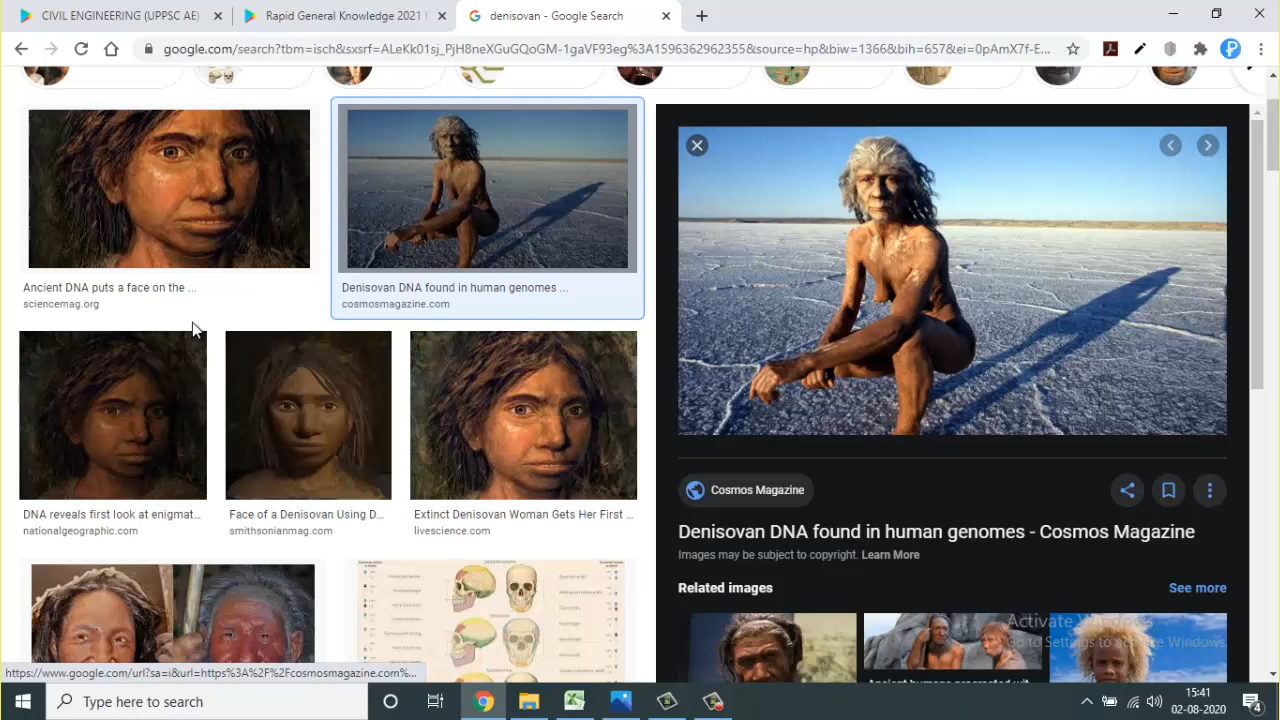 CIVIL ENGINEERING (UPPSC AE)
Rapid General Knowledge 2021 f
denisovan - Google Search
google.com/search?tbm=isch&sxsrf=ALeKk01sj_PjH8neXGuGQoGM-1gaVF93eg%3A1596362962355&source=hp&biw=1366&bih=657&ei=0pAmX7f-E...
Ancient DNA puts a face on the ...
sciencemag.org
Denisovan DNA found in human genomes ...
cosmosmagazine.com
DNA reveals first look at enigmat...
nationalgeographic.com
Face of a Denisovan Using D...
smithsonianmag.com
Extinct Denisovan Woman Gets Her First ...
livescience.com
Cosmos Magazine
Denisovan DNA found in human genomes - Cosmos Magazine
Images may be subject to copyright. Learn More
Related images
See more
Activate Windows
Go to Settings to activate Windows.
https://www.google.com/url?sa=i&url=https%3A%2F%2Fcosmosmagazine.com%...
Type here to search
15:41
02-08-2020
4